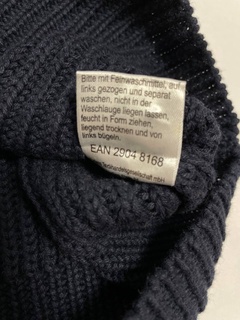 Bitte mit Feinwaschmittel, auf
links gezogen und separat
waschen, nicht in der
Waschlauge liegen lassen,
feucht in Form ziehen,
liegend trocknen und von
links bügeln.
EAN 2904 8168